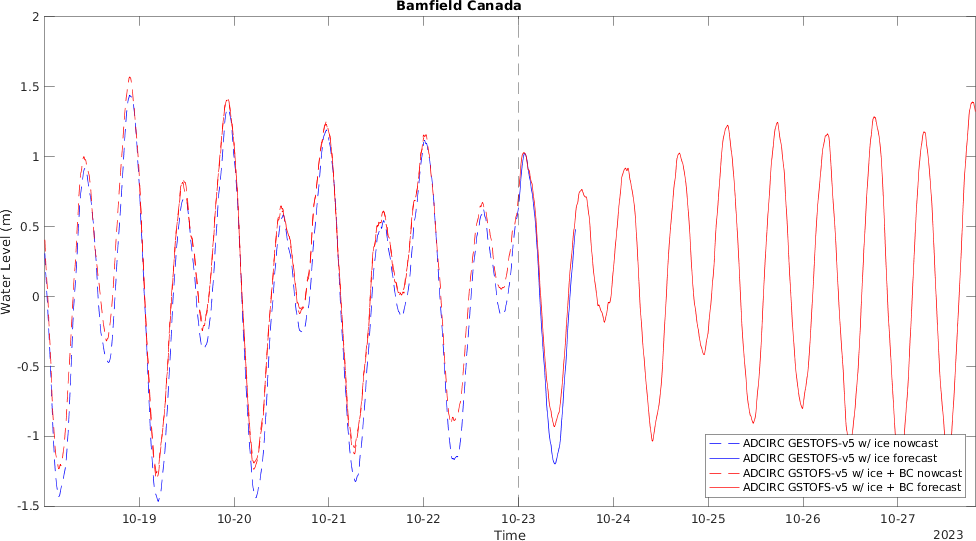 Bamfield Canada
2
1.5
1
0.5
0
-0.5
-1
-1.5
Water Level (m)
10-19
10-20
10-21
10-22
10-23
10-24
10-25
10-26
10-27
Time
2023
ADCIRC GESTOFS-v5 w/ ice nowcast
ADCIRC GESTOFS-v5 w/ ice forecast
ADCIRC GSTOFS-v5 w/ ice + BC nowcast
ADCIRC GSTOFS-v5 w/ ice + BC forecast